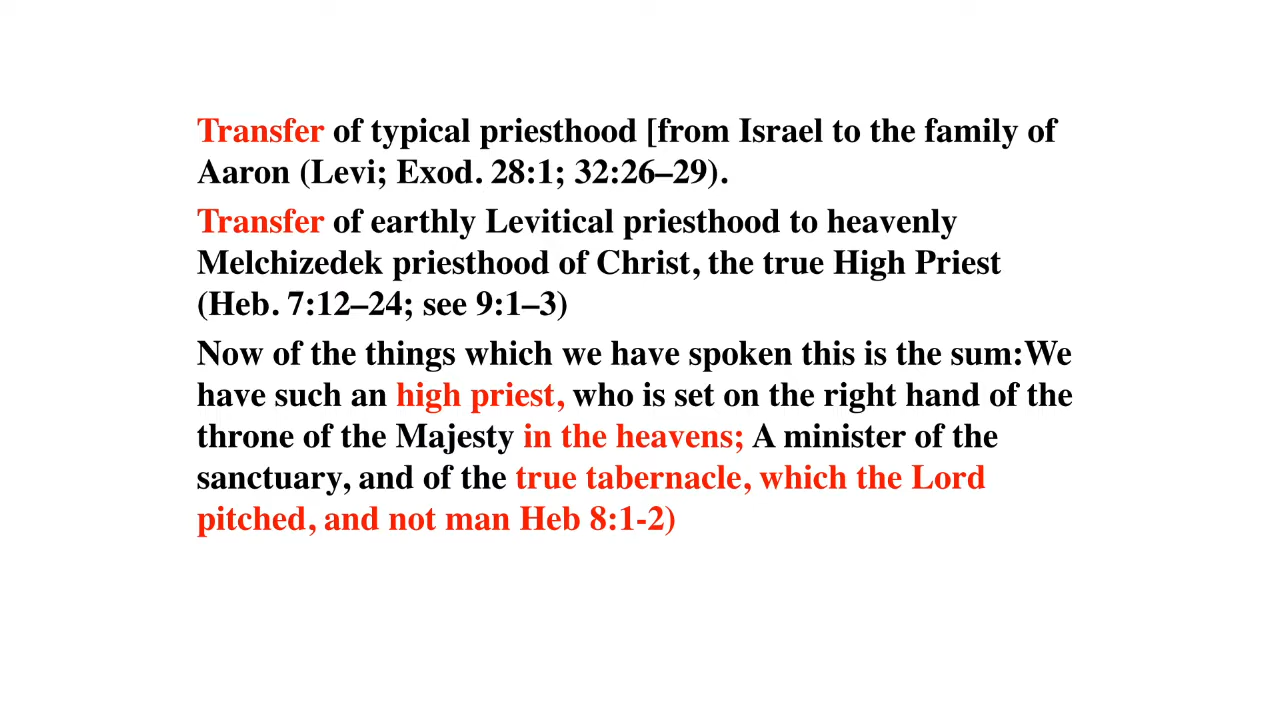 Transfer of typical priesthood [from Israel to the family of
Aaron (Levi; Exod. 28:1; 32:26–29).
Transfer of earthly Levitical priesthood to heavenly
Melchizedek priesthood of Christ, the true High Priest
(Heb. 7:12–24; see 9:1–3)
Now of the things which we have spoken this is the sum:We
have such an high priest, who is set on the right hand of the
throne of the Majesty in the heavens; A minister of the
sanctuary, and of the true tabernacle, which the Lord
pitched, and not man Heb 8:1-2)